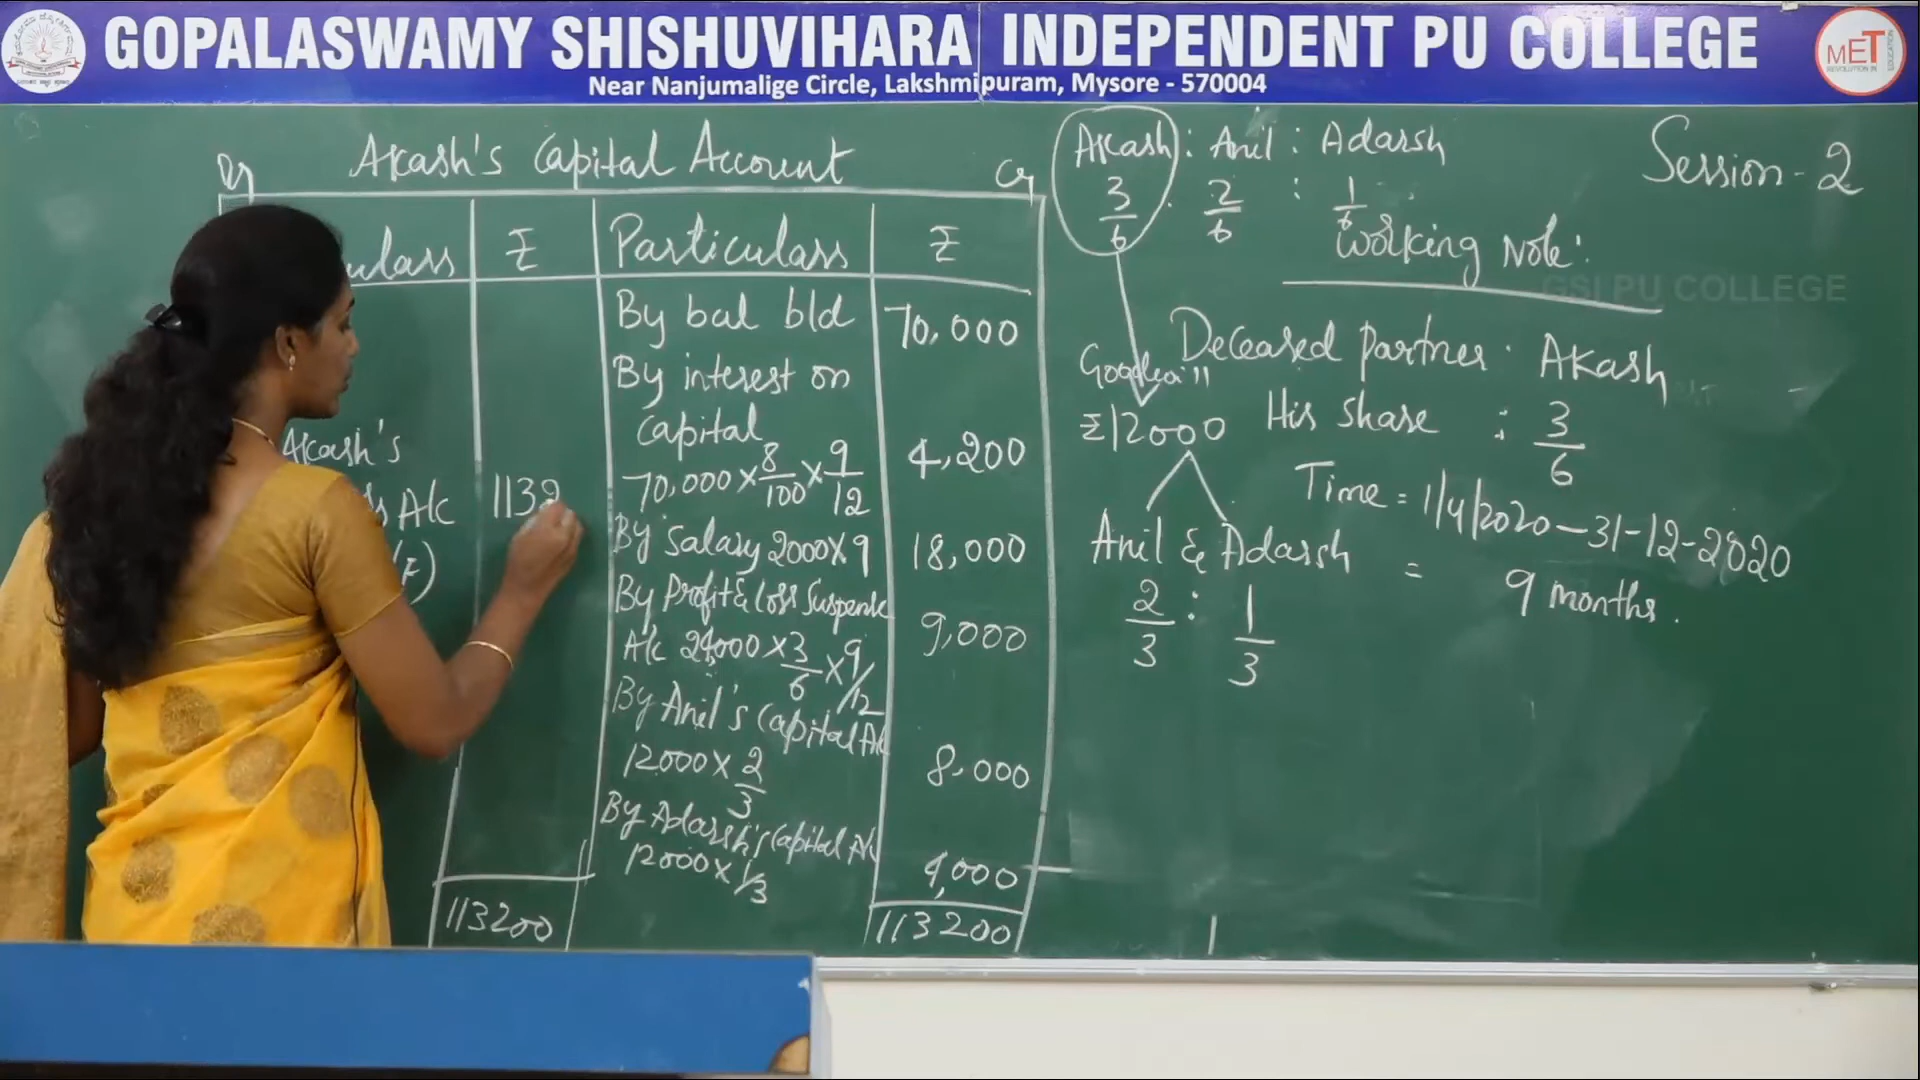 GOPALASWAMY SHISHUVIHARA INDEPENDENT PU COLLEGE
Near Nanjumalige Circle, Lakshmipuram, Mysore - 570004
MET
Session - 2
Dr
Akash's Capital Account
Cr
₹
Particulars
₹
By bal b/d
70,000
By interest on
Capital
70,000 × 8/100 × 9/12
4,200
By Salary 2000×9
18,000
By Profit & Loss Suspense
A/c 24,000 × 3/6 × 9/12
9,000
By Anil's Capital A/c
12000 × 2/3
8,000
By Adarsh's Capital A/c
12000 × 1/3
4,000
113200
113200
Akash's
A/c
113
Akash : Anil : Adarsh
3/6 : 2/6 : 1/6
Working Note:
GSI PU COLLEGE
Deceased partner : Akash
Goodwill
₹12000
His share : 3/6
Time = 1/4/2020 – 31-12-2020
= 9 months.
Anil & Adarsh
2/3 : 1/3